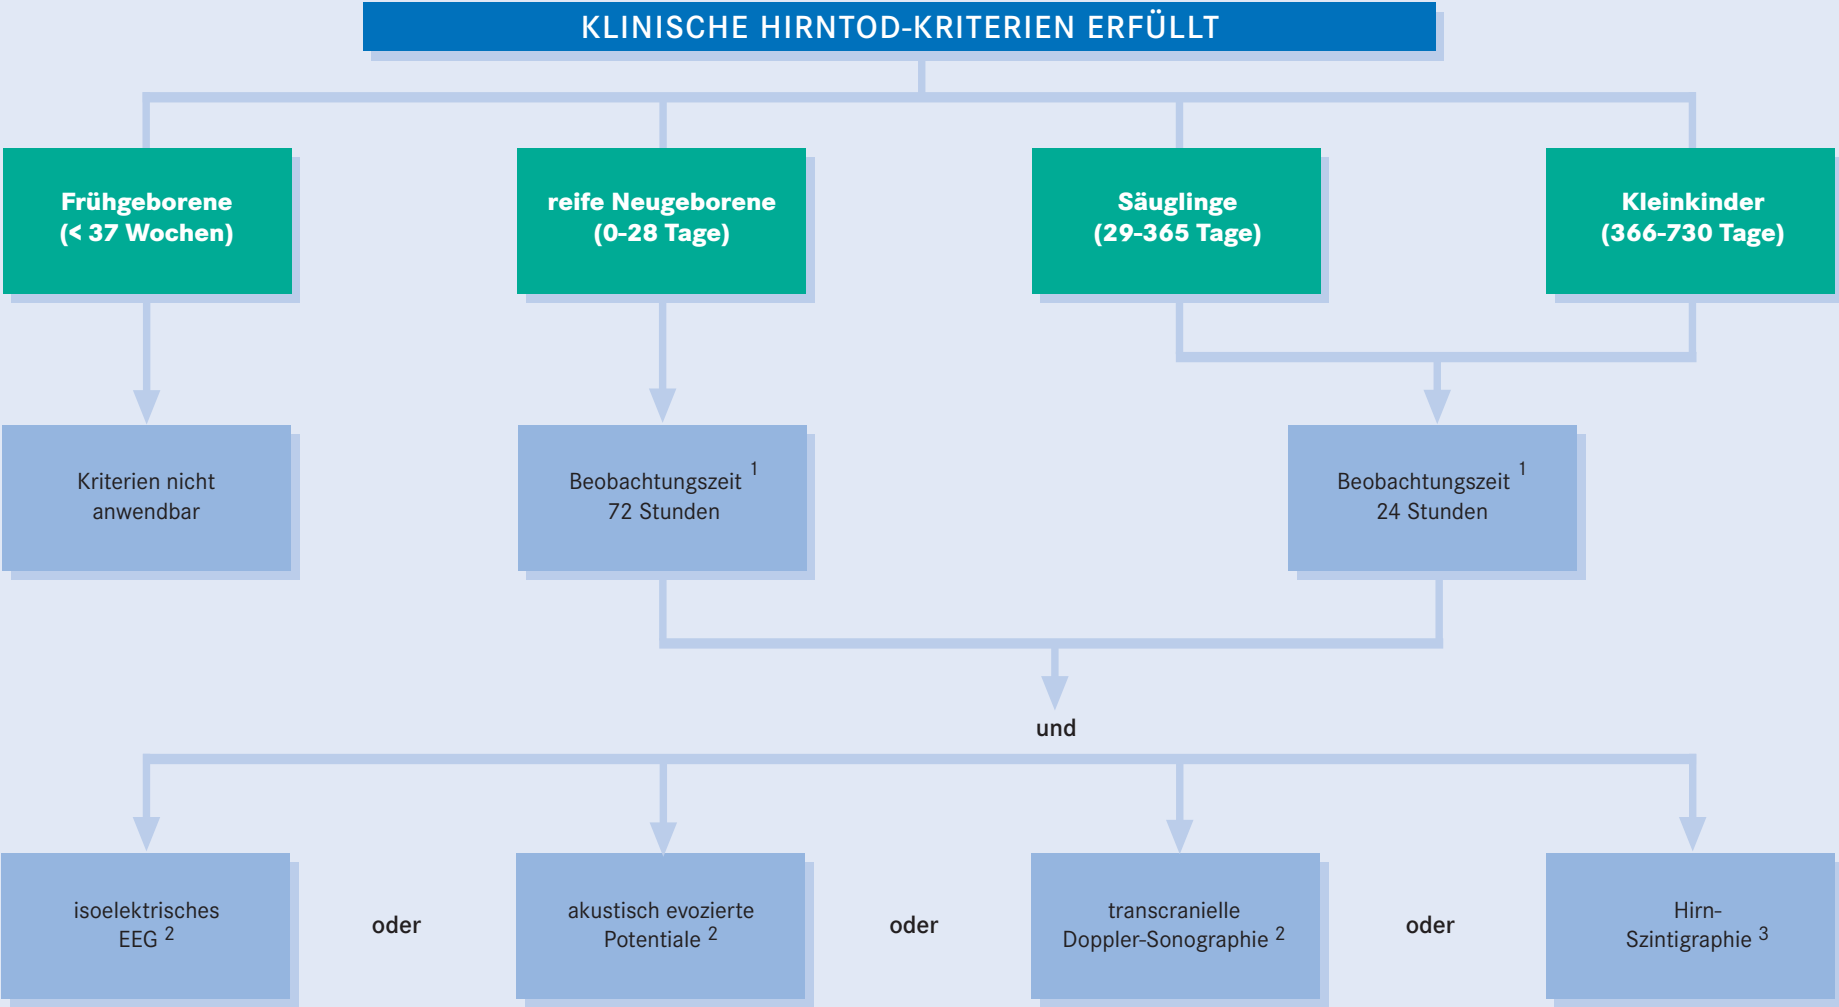 KLINISCHE HIRNTOD-KRITERIEN ERFÜLLT
Frühgeborene
(< 37 Wochen)
reife Neugeborene
(0-28 Tage)
Säuglinge
(29-365 Tage)
Kleinkinder
(366-730 Tage)
Kriterien nicht
anwendbar
Beobachtungszeit 1
72 Stunden
Beobachtungszeit 1
24 Stunden
und
isoelektrisches
EEG 2
oder
akustisch evozierte
Potentiale 2
oder
transcranielle
Doppler-Sonographie 2
oder
Hirn-
Szintigraphie 3